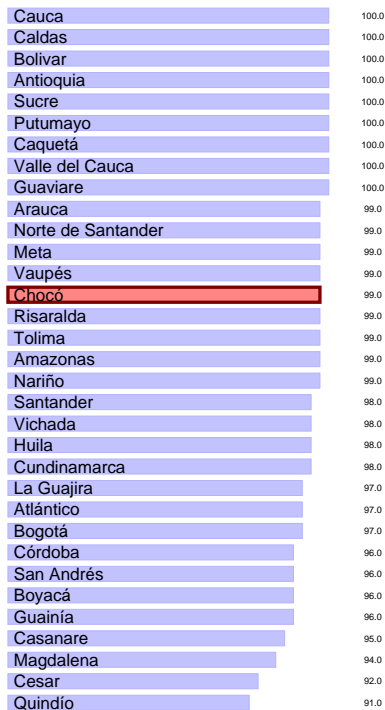 Cauca 100.0
Caldas 100.0
Bolivar 100.0
Antioquia 100.0
Sucre 100.0
Putumayo 100.0
Caquetá 100.0
Valle del Cauca 100.0
Guaviare 100.0
Arauca 99.0
Norte de Santander 99.0
Meta 99.0
Vaupés 99.0
Chocó 99.0
Risaralda 99.0
Tolima 99.0
Amazonas 99.0
Nariño 99.0
Santander 98.0
Vichada 98.0
Huila 98.0
Cundinamarca 98.0
La Guajira 97.0
Atlántico 97.0
Bogotá 97.0
Córdoba 96.0
San Andrés 96.0
Boyacá 96.0
Guainía 96.0
Casanare 95.0
Magdalena 94.0
Cesar 92.0
Quindío 91.0